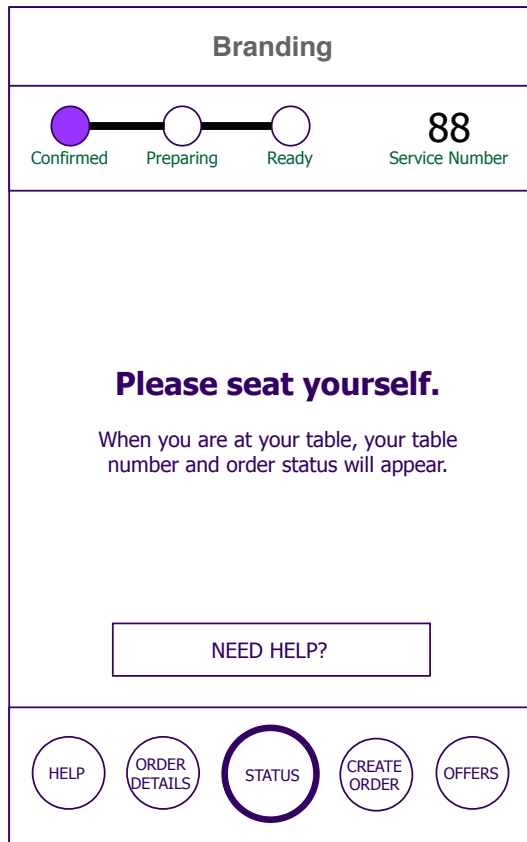 Branding
88
Confirmed Preparing Ready Service Number
Please seat yourself.
When you are at your table, your table
number and order status will appear.
NEED HELP?
HELP
ORDER
DETAILS
STATUS
CREATE
ORDER
OFFERS